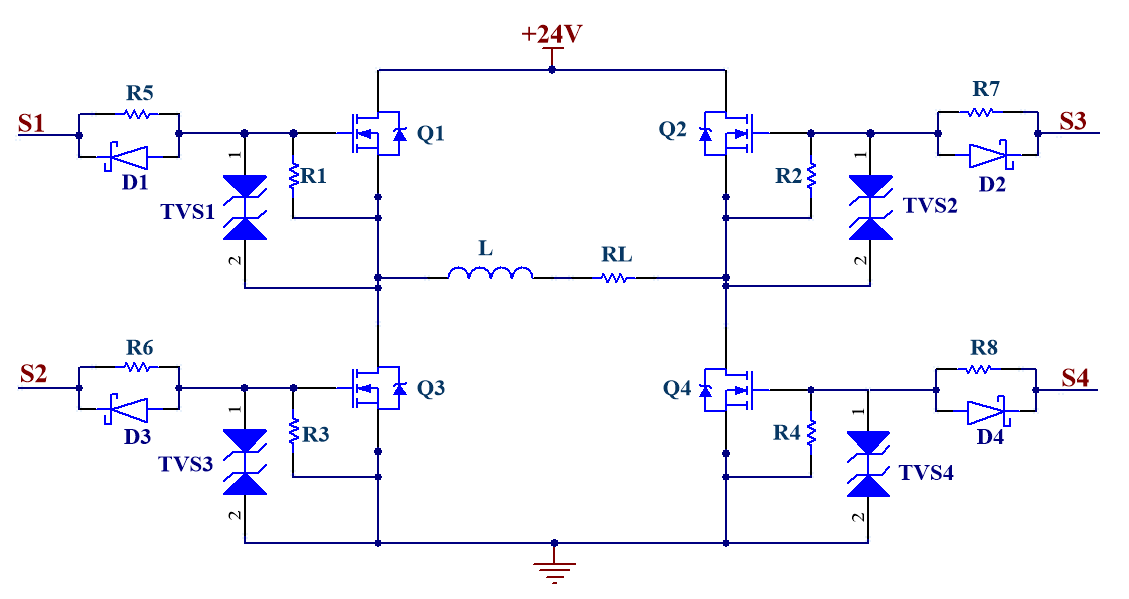 +24V
R5
R7
S1
Q1
Q2
S3
D1
1
R1
R2
1
D2
TVS1
TVS2
L
RL
2
2
R6
R8
S2
Q3
Q4
S4
D3
1
R3
R4
1
D4
TVS3
TVS4
2
2